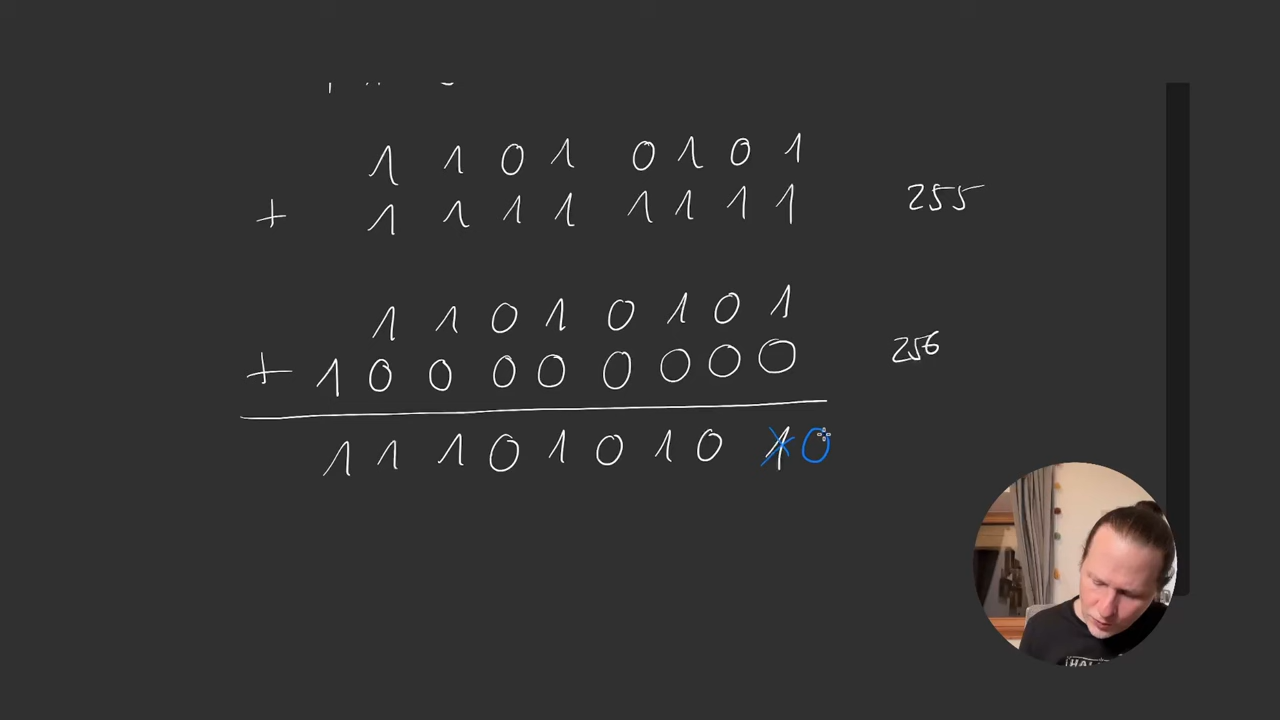 1 1 0 1 0 1 0 1
+ 1 1 1 1 1 1 1 1 255
1 1 0 1 0 1 0 1
+ 1 0 0 0 0 0 0 0 0 256
1 1 1 0 1 0 1 0 1 0
HAL